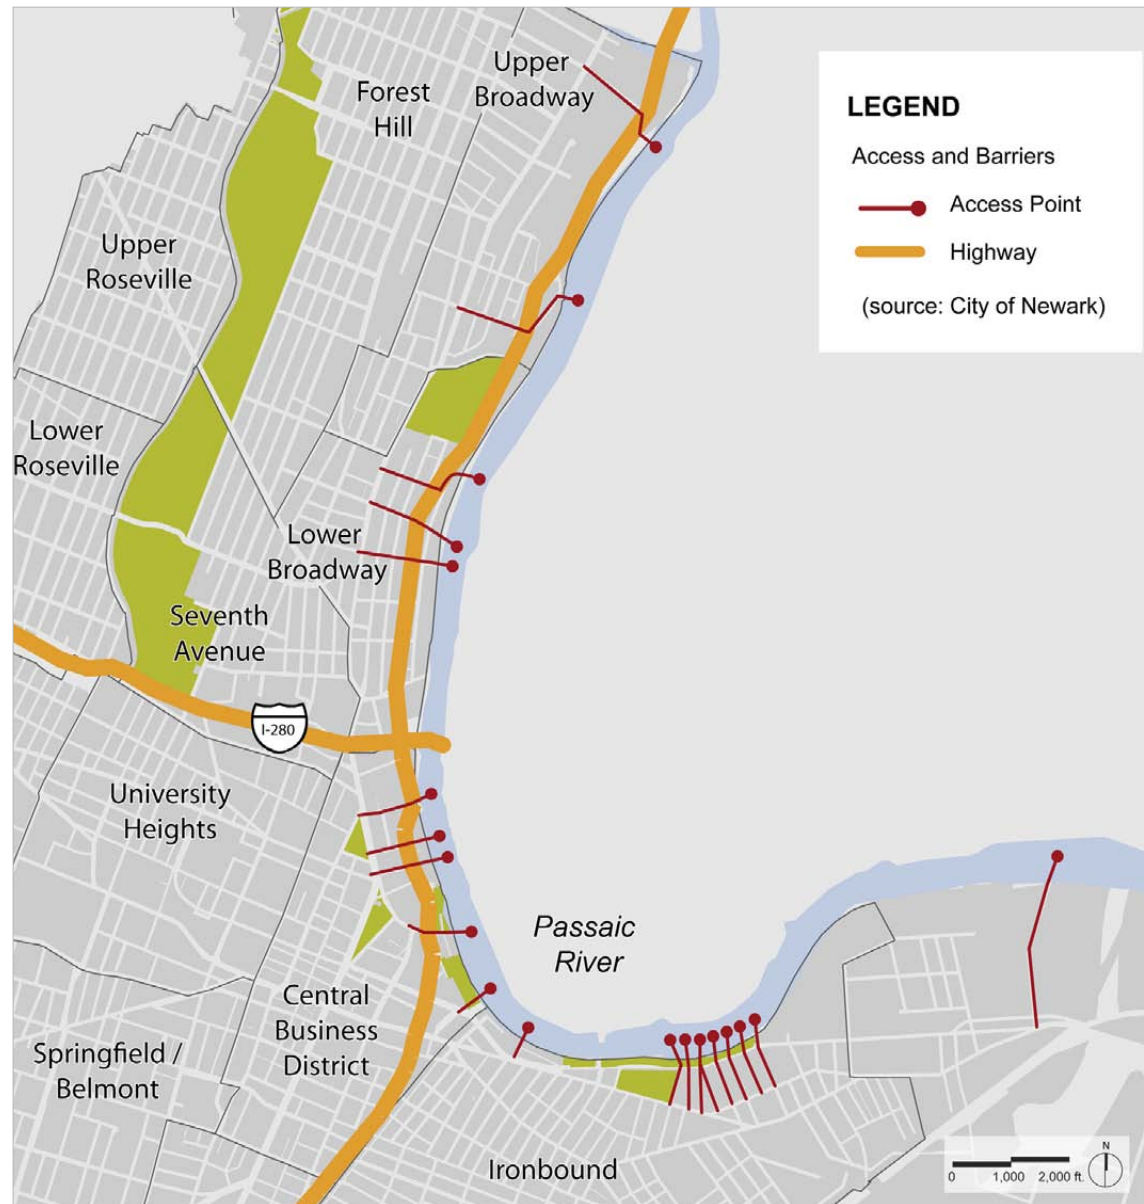 Upper
Broadway
Forest
Hill
LEGEND
Access and Barriers
Access Point
Highway
(source: City of Newark)
Upper
Roseville
Lower
Roseville
Lower
Broadway
Seventh
Avenue
I-280
University
Heights
Passaic
River
Central
Business
District
Springfield /
Belmont
Ironbound
N
0 1,000 2,000 ft.